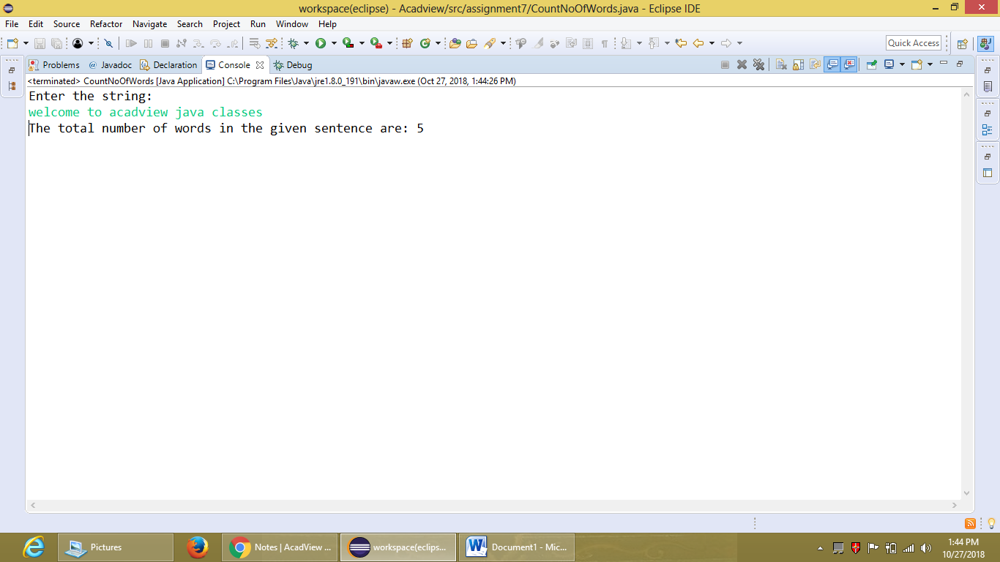 workspace(eclipse) - Acadview/src/assignment7/CountNoOfWords.java - Eclipse IDE
File Edit Source Refactor Navigate Search Project Run Window Help
Quick Access
Problems @ Javadoc Declaration Console Debug
<terminated> CountNoOfWords [Java Application] C:\Program Files\Java\jre1.8.0_191\bin\javaw.exe (Oct 27, 2018, 1:44:26 PM)
Enter the string:
welcome to acadview java classes
The total number of words in the given sentence are: 5
Pictures Notes | AcadView ... workspace(eclips... Document1 - Mic... 1:44 PM
10/27/2018